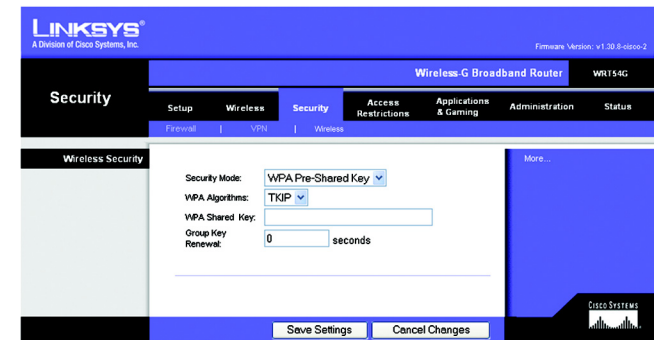 LINKSYS®
A Division of Cisco Systems, Inc.
Firmware Version: v1.30.8-cisco-2
Wireless-G Broadband Router WRT54G
Security
Setup Wireless Security Access Restrictions Applications & Gaming Administration Status
Firewall | VPN | Wireless
Wireless Security
More...
Security Mode: WPA Pre-Shared Key
WPA Algorithms: TKIP
WPA Shared Key:
Group Key Renewal: 0 seconds
CISCO SYSTEMS
Save Settings Cancel Changes